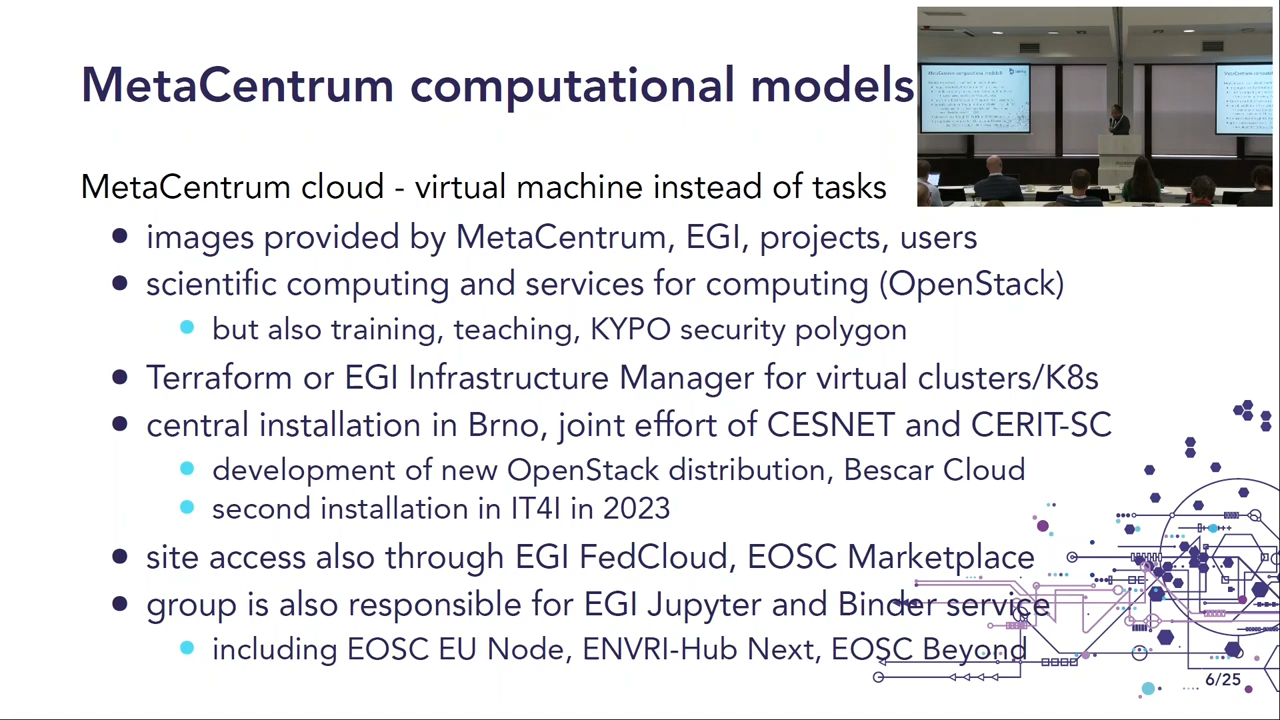 MetaCentrum computational models
MetaCentrum cloud - virtual machine instead of tasks
images provided by MetaCentrum, EGI, projects, users
scientific computing and services for computing (OpenStack)
but also training, teaching, KYPO security polygon
Terraform or EGI Infrastructure Manager for virtual clusters/K8s
central installation in Brno, joint effort of CESNET and CERIT-SC
development of new OpenStack distribution, Bescar Cloud
second installation in IT4I in 2023
site access also through EGI FedCloud, EOSC Marketplace
group is also responsible for EGI Jupyter and Binder service
including EOSC EU Node, ENVRI-Hub Next, EOSC Beyond
6/25